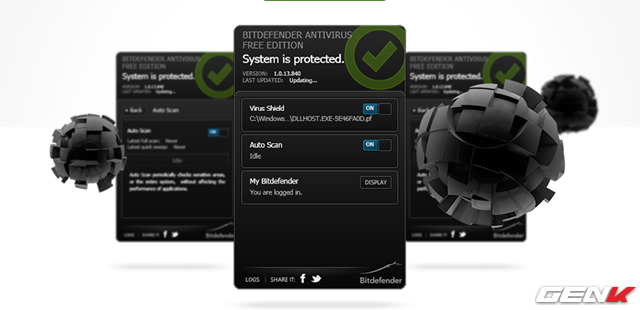 BITDEFENDER ANTIVIRUS
FREE EDITION
System is protected.
VERSION: 1.0.13.840
LAST UPDATED: Updating...
< Back Auto Scan
Auto Scan ON
Latest full scan: Never
Latest quick sweep: Never
Idle
Auto Scan periodically checks sensitive areas,
or the entire system, without affecting the
performance of applications.
LOGS SHARE IT:
BITDEFENDER ANTIVIRUS
FREE EDITION
System is protected.
VERSION: 1.0.13.840
LAST UPDATED: Updating...
Virus Shield ON
C:\Windows...\DLLHOST.EXE-5E46FA0D.pf
Auto Scan ON
Idle
My Bitdefender DISPLAY
You are logged in.
LOGS SHARE IT: Bitdefender
BITDEFENDER ANTIVIRUS
FREE EDITION
System is protected.
Updating...
LOGS SHARE IT: Bitdefender
GENK